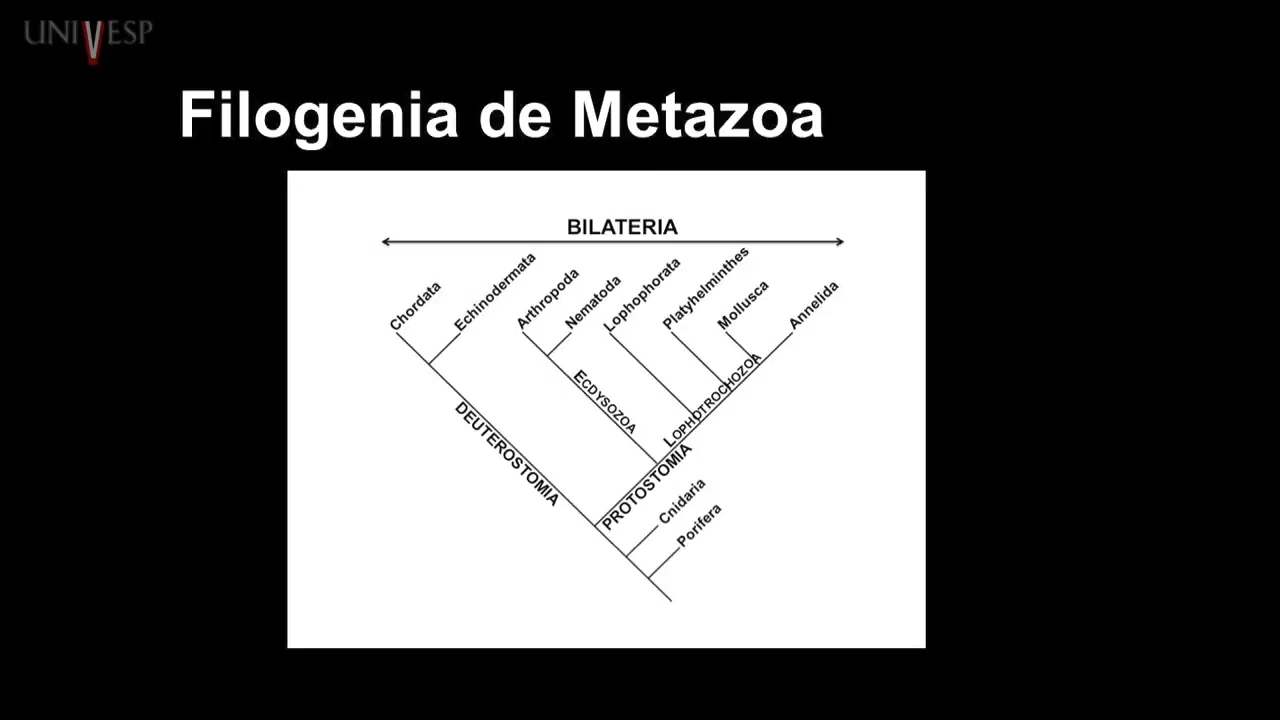 UNIVESP
Filogenia de Metazoa
BILATERIA
Chordata
Echinodermata
Arthropoda
Nematoda
Lophophorata
Platyhelminthes
Mollusca
Annelida
ECDYSOZOA
LOPHOTROCHOZOA
DEUTEROSTOMIA
PROTOSTOMIA
Cnidaria
Porifera